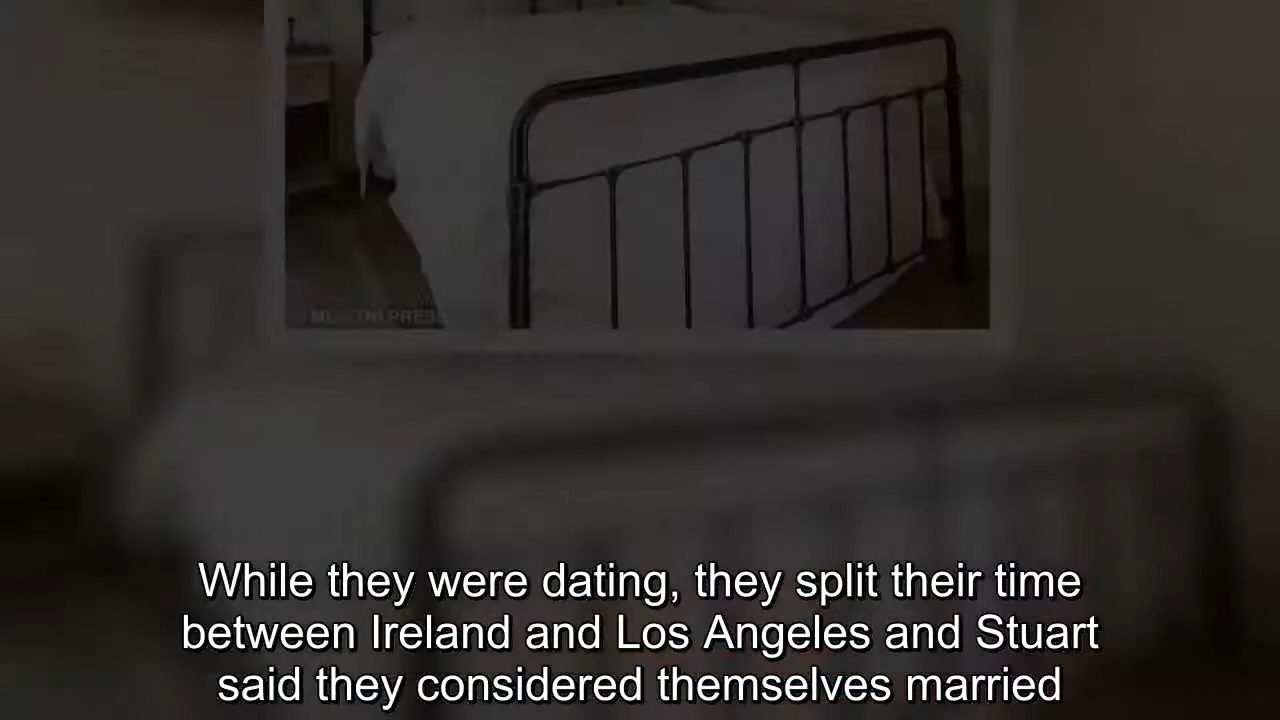 While they were dating, they split their time
between Ireland and Los Angeles and Stuart
said they considered themselves married